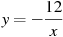 y = −12/x